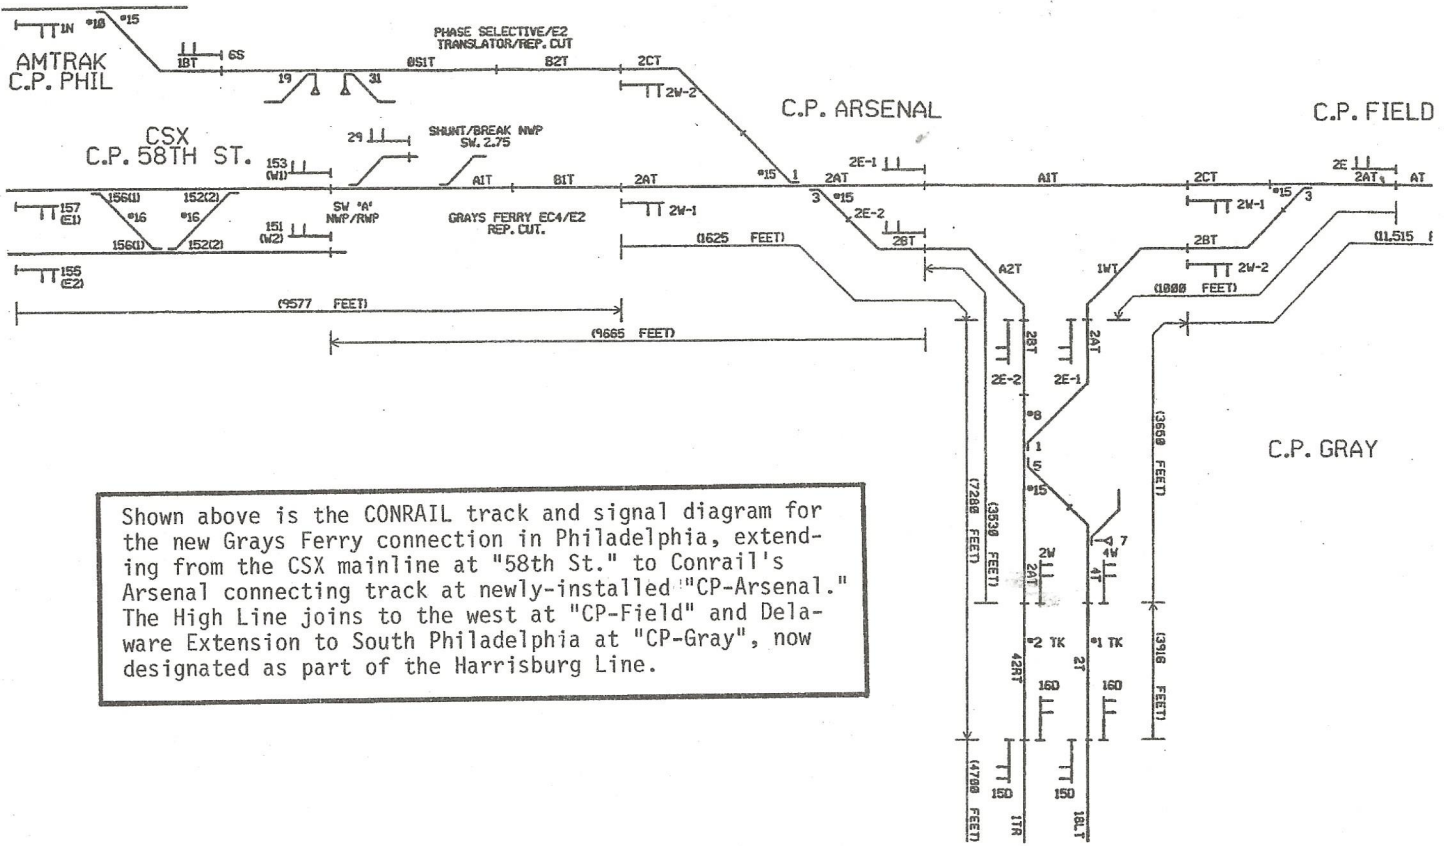 1N
#10
#15
AMTRAK
C.P. PHIL
1BT
6S
PHASE SELECTIVE/E2
TRANSLATOR/REP. CUT
19
31
0S1T
B2T
2CT
2W-2
C.P. ARSENAL
C.P. FIELD
CSX
C.P. 58TH ST.
153
(W1)
29
SHUNT/BREAK NWP
SW. 2.75
A1T
B1T
2AT
#15
1
2AT
2E-1
A1T
2CT
#15
3
2E
2AT
AT
157
(E1)
156(1)
152(2)
#16
#16
156(1)
152(2)
151
(W2)
SW "A"
NWP/RWP
GRAYS FERRY EC4/E2
REP. CUT.
2W-1
3
#15
2E-2
2BT
2W-1
2BT
2W-2
155
(E2)
(1625 FEET)
A2T
1WT
(1000 FEET)
(11,515 F
(9577 FEET)
(9665 FEET)
2BT
2AT
2E-2
2E-1
#8
1
5
#15
C.P. GRAY
(3650 FEET)
(7280 FEET)
(3530 FEET)
7
2W
4W
2AT
4T
#2 TK
#1 TK
42RT
2T
(3916 FEET)
16D
16D
15D
15D
(4700 FEET)
1TR
18LT
Shown above is the CONRAIL track and signal diagram for
the new Grays Ferry connection in Philadelphia, extend-
ing from the CSX mainline at "58th St." to Conrail's
Arsenal connecting track at newly-installed "CP-Arsenal."
The High Line joins to the west at "CP-Field" and Dela-
ware Extension to South Philadelphia at "CP-Gray", now
designated as part of the Harrisburg Line.